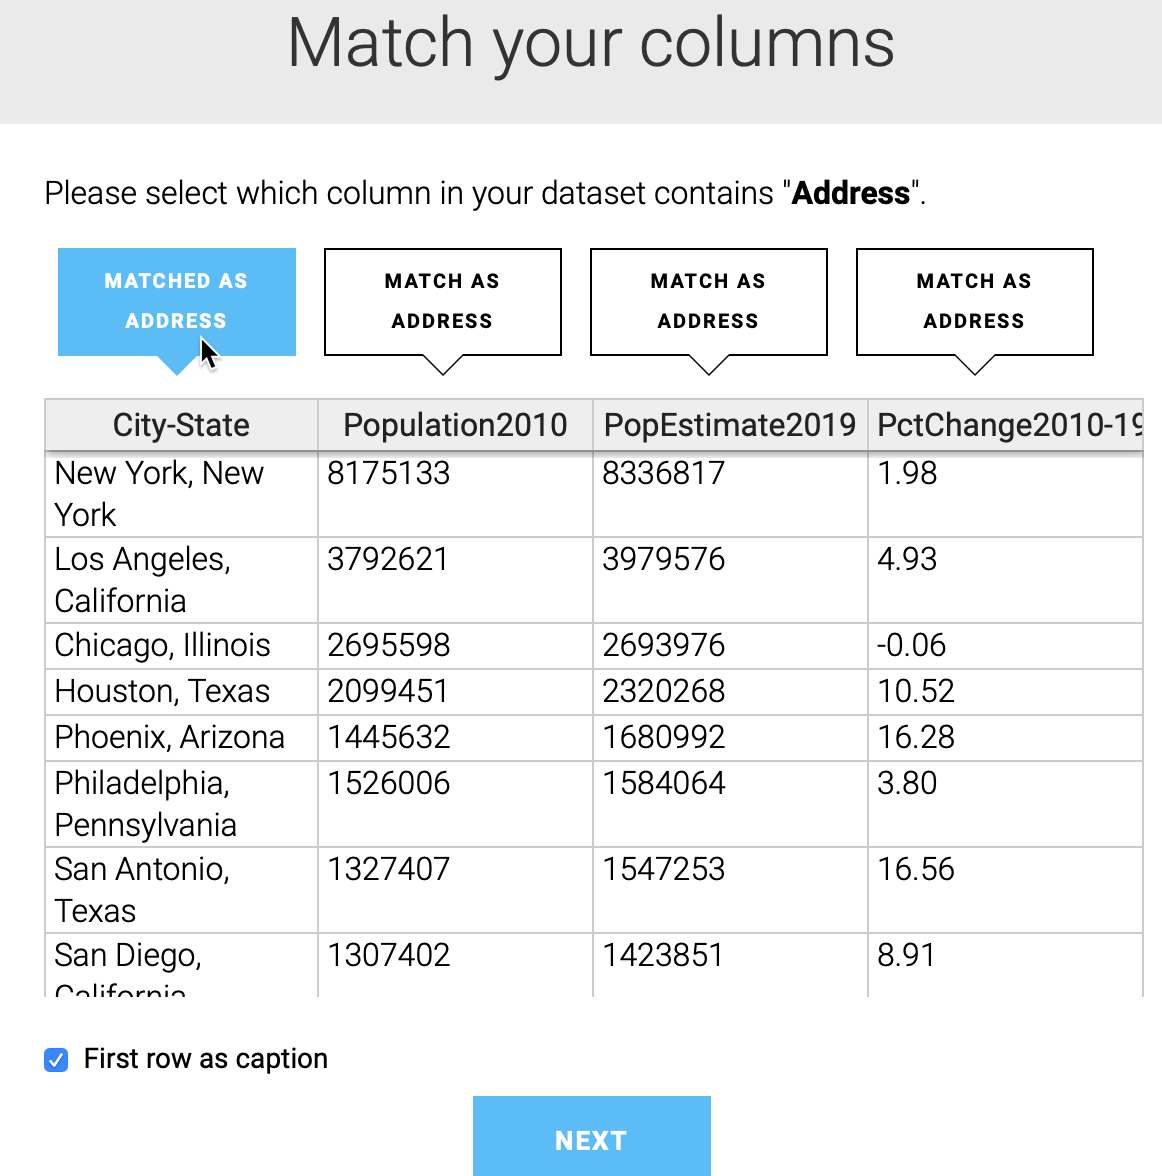 Match your columns
Please select which column in your dataset contains "Address".
MATCHED AS
ADDRESS
MATCH AS
ADDRESS
MATCH AS
ADDRESS
MATCH AS
ADDRESS
City-State Population2010 PopEstimate2019 PctChange2010-19
New York, New
York 8175133 8336817 1.98
Los Angeles,
California 3792621 3979576 4.93
Chicago, Illinois 2695598 2693976 -0.06
Houston, Texas 2099451 2320268 10.52
Phoenix, Arizona 1445632 1680992 16.28
Philadelphia,
Pennsylvania 1526006 1584064 3.80
San Antonio,
Texas 1327407 1547253 16.56
San Diego,
California 1307402 1423851 8.91
First row as caption
NEXT